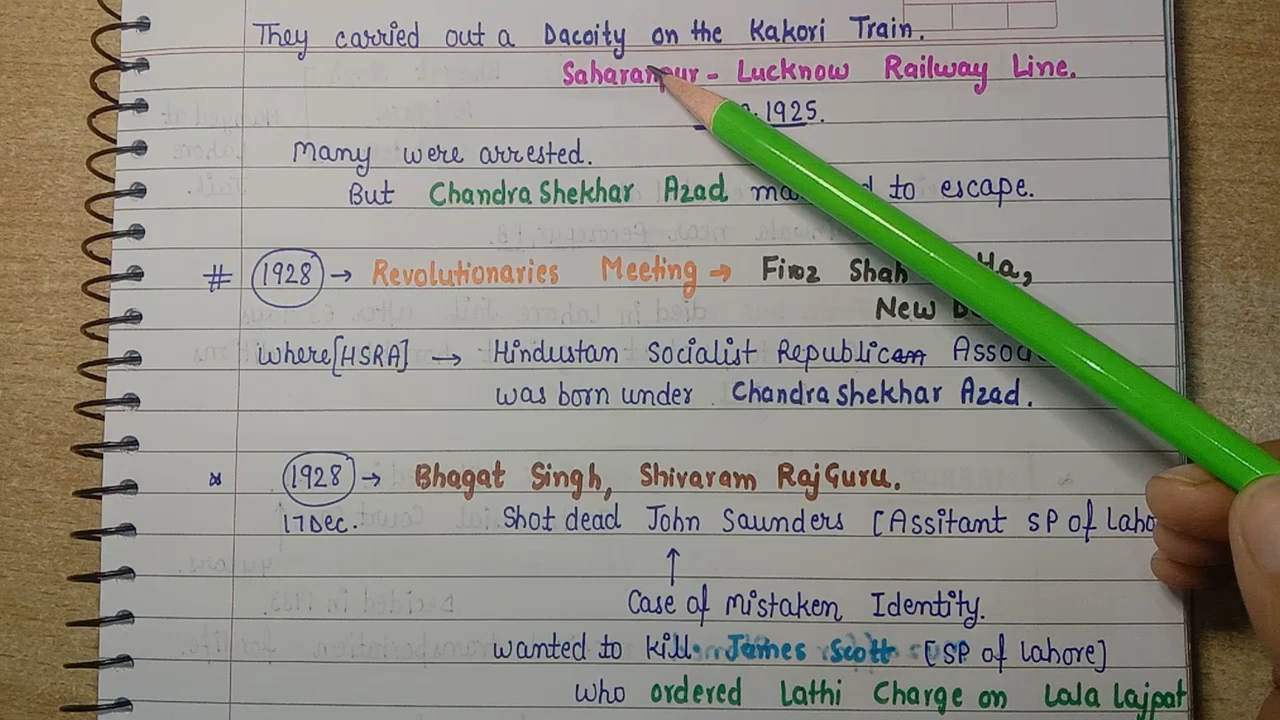 They carried out a Dacoity on the Kakori Train.
Saharanpur - Lucknow Railway Line.
1925.
Many were arrested.
But Chandra Shekhar Azad to escape.
# 1928 → Revolutionaries Meeting → Firoz Shah
New
where [HSRA] → Hindustan Socialist Republican
was born under Chandra Shekhar Azad.
* 1928 → Bhagat Singh, Shivaram RajGuru.
17 Dec. Shot dead John Saunders [Assitant SP of
↑
Case of mistaken Identity.
wanted to kill James Scott [SP of Lahore]
who ordered Lathi Charge on Lala Lajpat